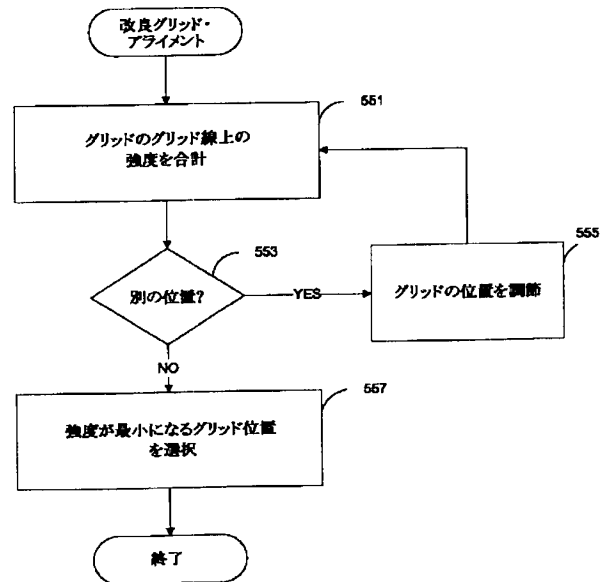 改良グリッド・
アライメント
551
グリッドのグリッド線上の
強度を合計
553
別の位置?
YES
555
グリッドの位置を調節
NO
557
強度が最小になるグリッド位置
を選択
終了